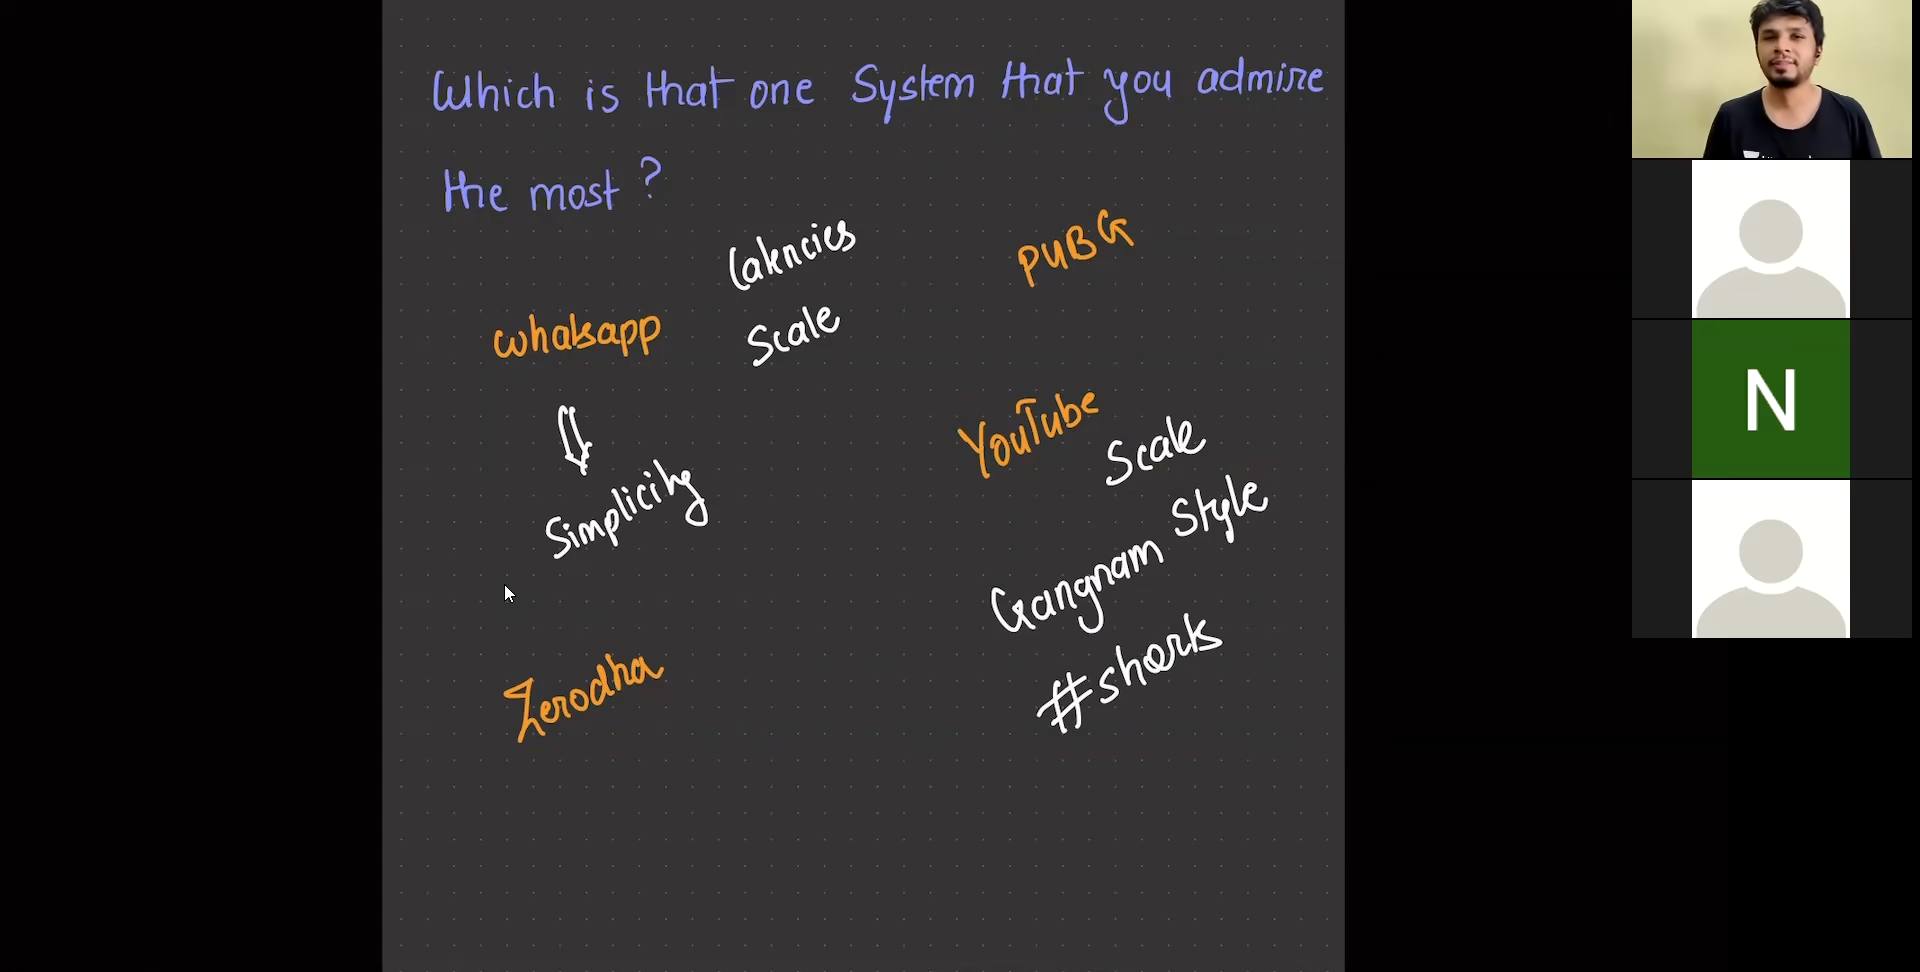 Which is that one System that you admire
the most?
Latencies
PUBG
Scale
Whatsapp
YouTube
Scale
Simplicity
Style
Gangnam
#shorts
Zerodha
N